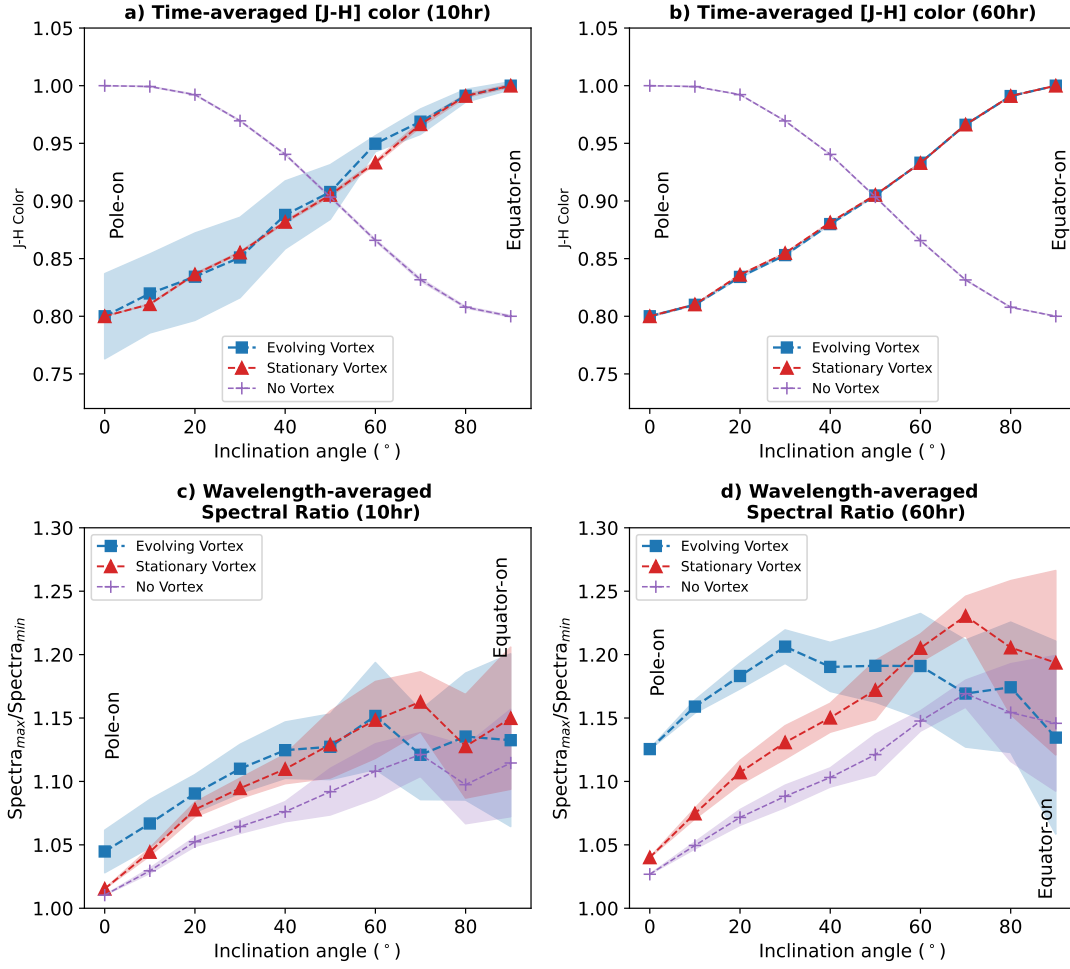 a) Time-averaged [J-H] color (10hr)
1.05
1.00
0.95
0.90
0.85
0.80
0.75
J-H Color
Pole-on
Equator-on
Evolving Vortex
Stationary Vortex
No Vortex
0 20 40 60 80
Inclination angle (°)
b) Time-averaged [J-H] color (60hr)
1.05
1.00
0.95
0.90
0.85
0.80
0.75
J-H Color
Pole-on
Equator-on
Evolving Vortex
Stationary Vortex
No Vortex
0 20 40 60 80
Inclination angle (°)
c) Wavelength-averaged
Spectral Ratio (10hr)
1.30
1.25
1.20
1.15
1.10
1.05
1.00
Spectra_max/Spectra_min
Evolving Vortex
Stationary Vortex
No Vortex
Pole-on
Equator-on
0 20 40 60 80
Inclination angle (°)
d) Wavelength-averaged
Spectral Ratio (60hr)
1.30
1.25
1.20
1.15
1.10
1.05
1.00
Spectra_max/Spectra_min
Evolving Vortex
Stationary Vortex
No Vortex
Pole-on
Equator-on
0 20 40 60 80
Inclination angle (°)